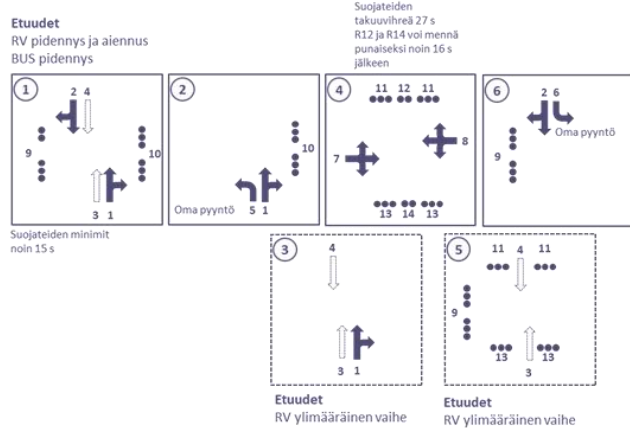 Etuudet
RV pidennys ja aiennus
BUS pidennys
Suojateiden
takuuvihreä 27 s
R12 ja R14 voi mennä
punaiseksi noin 16 s
jälkeen
1
2 4
9
10
3 1
Suojateiden minimit
noin 15 s
2
10
Oma pyyntö
5 1
4
11 12 11
7
8
13 14 13
6
2 6
Oma pyyntö
9
3
4
3 1
Etuudet
RV ylimääräinen vaihe
5
11 4 11
9
13 13
3
Etuudet
RV ylimääräinen vaihe